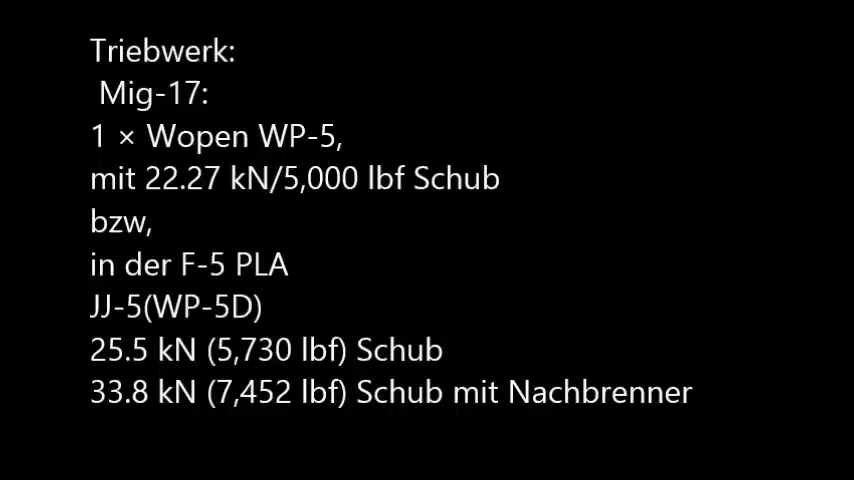 Triebwerk:
Mig-17:
1 × Wopen WP-5,
mit 22.27 kN/5,000 lbf Schub
bzw,
in der F-5 PLA
JJ-5(WP-5D)
25.5 kN (5,730 lbf) Schub
33.8 kN (7,452 lbf) Schub mit Nachbrenner